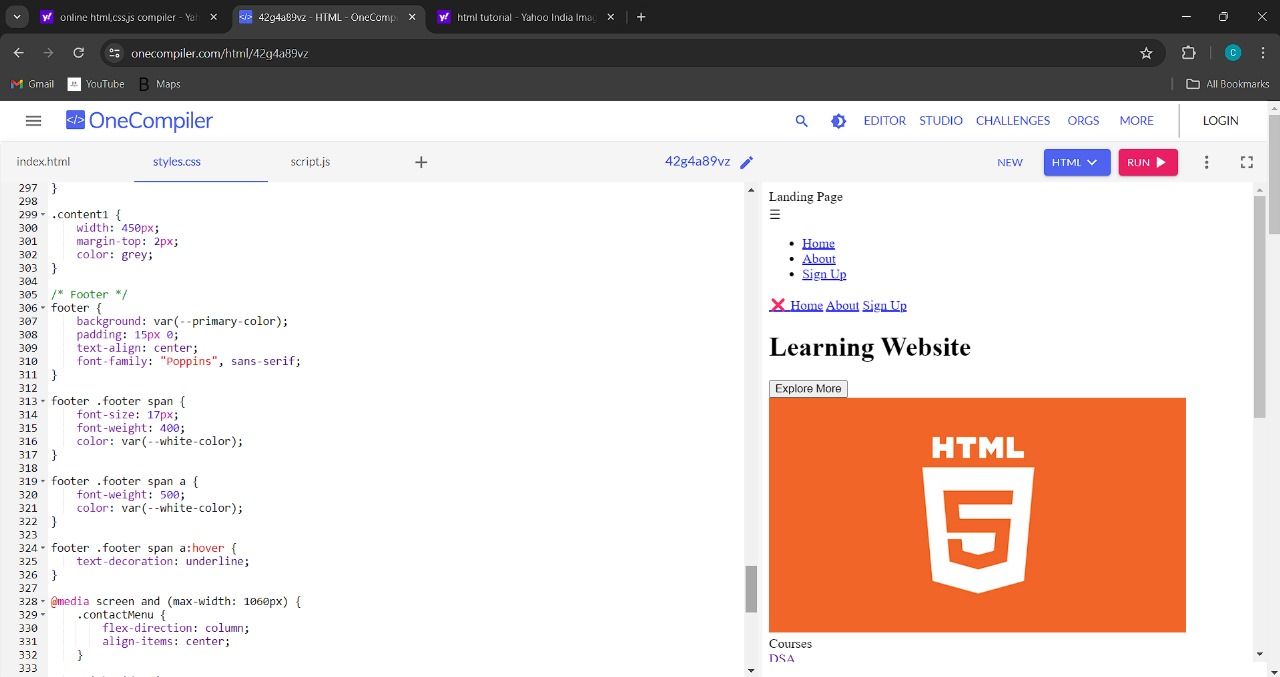 online html,css,js compiler - Yah
42g4a89vz - HTML - OneCompi
html tutorial - Yahoo India Imag
onecompiler.com/html/42g4a89vz
C
Gmail
YouTube
Maps
All Bookmarks
</> OneCompiler
EDITOR STUDIO CHALLENGES ORGS MORE LOGIN
index.html styles.css script.js + 42g4a89vz NEW HTML RUN
297 }
298
299 .content1 {
300 width: 450px;
301 margin-top: 2px;
302 color: grey;
303 }
304
305 /* Footer */
306 footer {
307 background: var(--primary-color);
308 padding: 15px 0;
309 text-align: center;
310 font-family: "Poppins", sans-serif;
311 }
312
313 footer .footer span {
314 font-size: 17px;
315 font-weight: 400;
316 color: var(--white-color);
317 }
318
319 footer .footer span a {
320 font-weight: 500;
321 color: var(--white-color);
322 }
323
324 footer .footer span a:hover {
325 text-decoration: underline;
326 }
327
328 @media screen and (max-width: 1060px) {
329 .contactMenu {
330 flex-direction: column;
331 align-items: center;
332 }
333
Landing Page
☰
• Home
• About
• Sign Up
❌ Home About Sign Up
Learning Website
Explore More
HTML
5
Courses
DSA